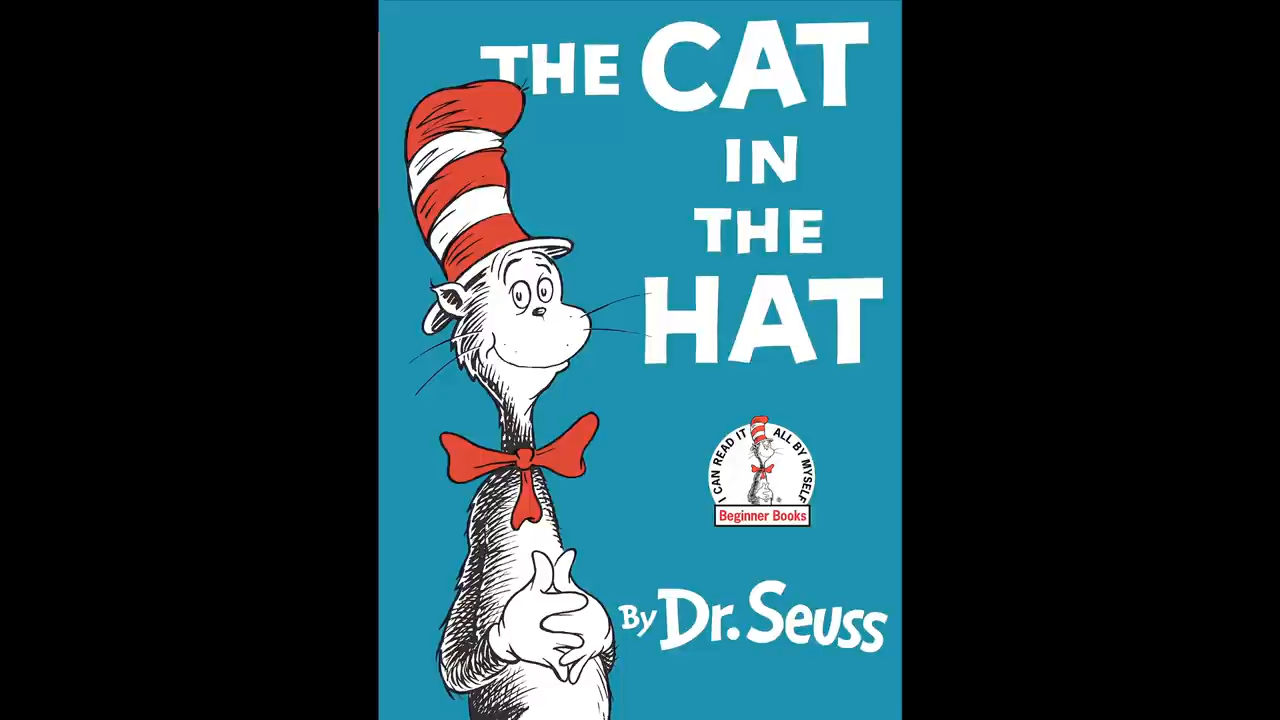 THE CAT
IN
THE
HAT
I CAN READ IT ALL BY MYSELF
Beginner Books
By Dr. Seuss